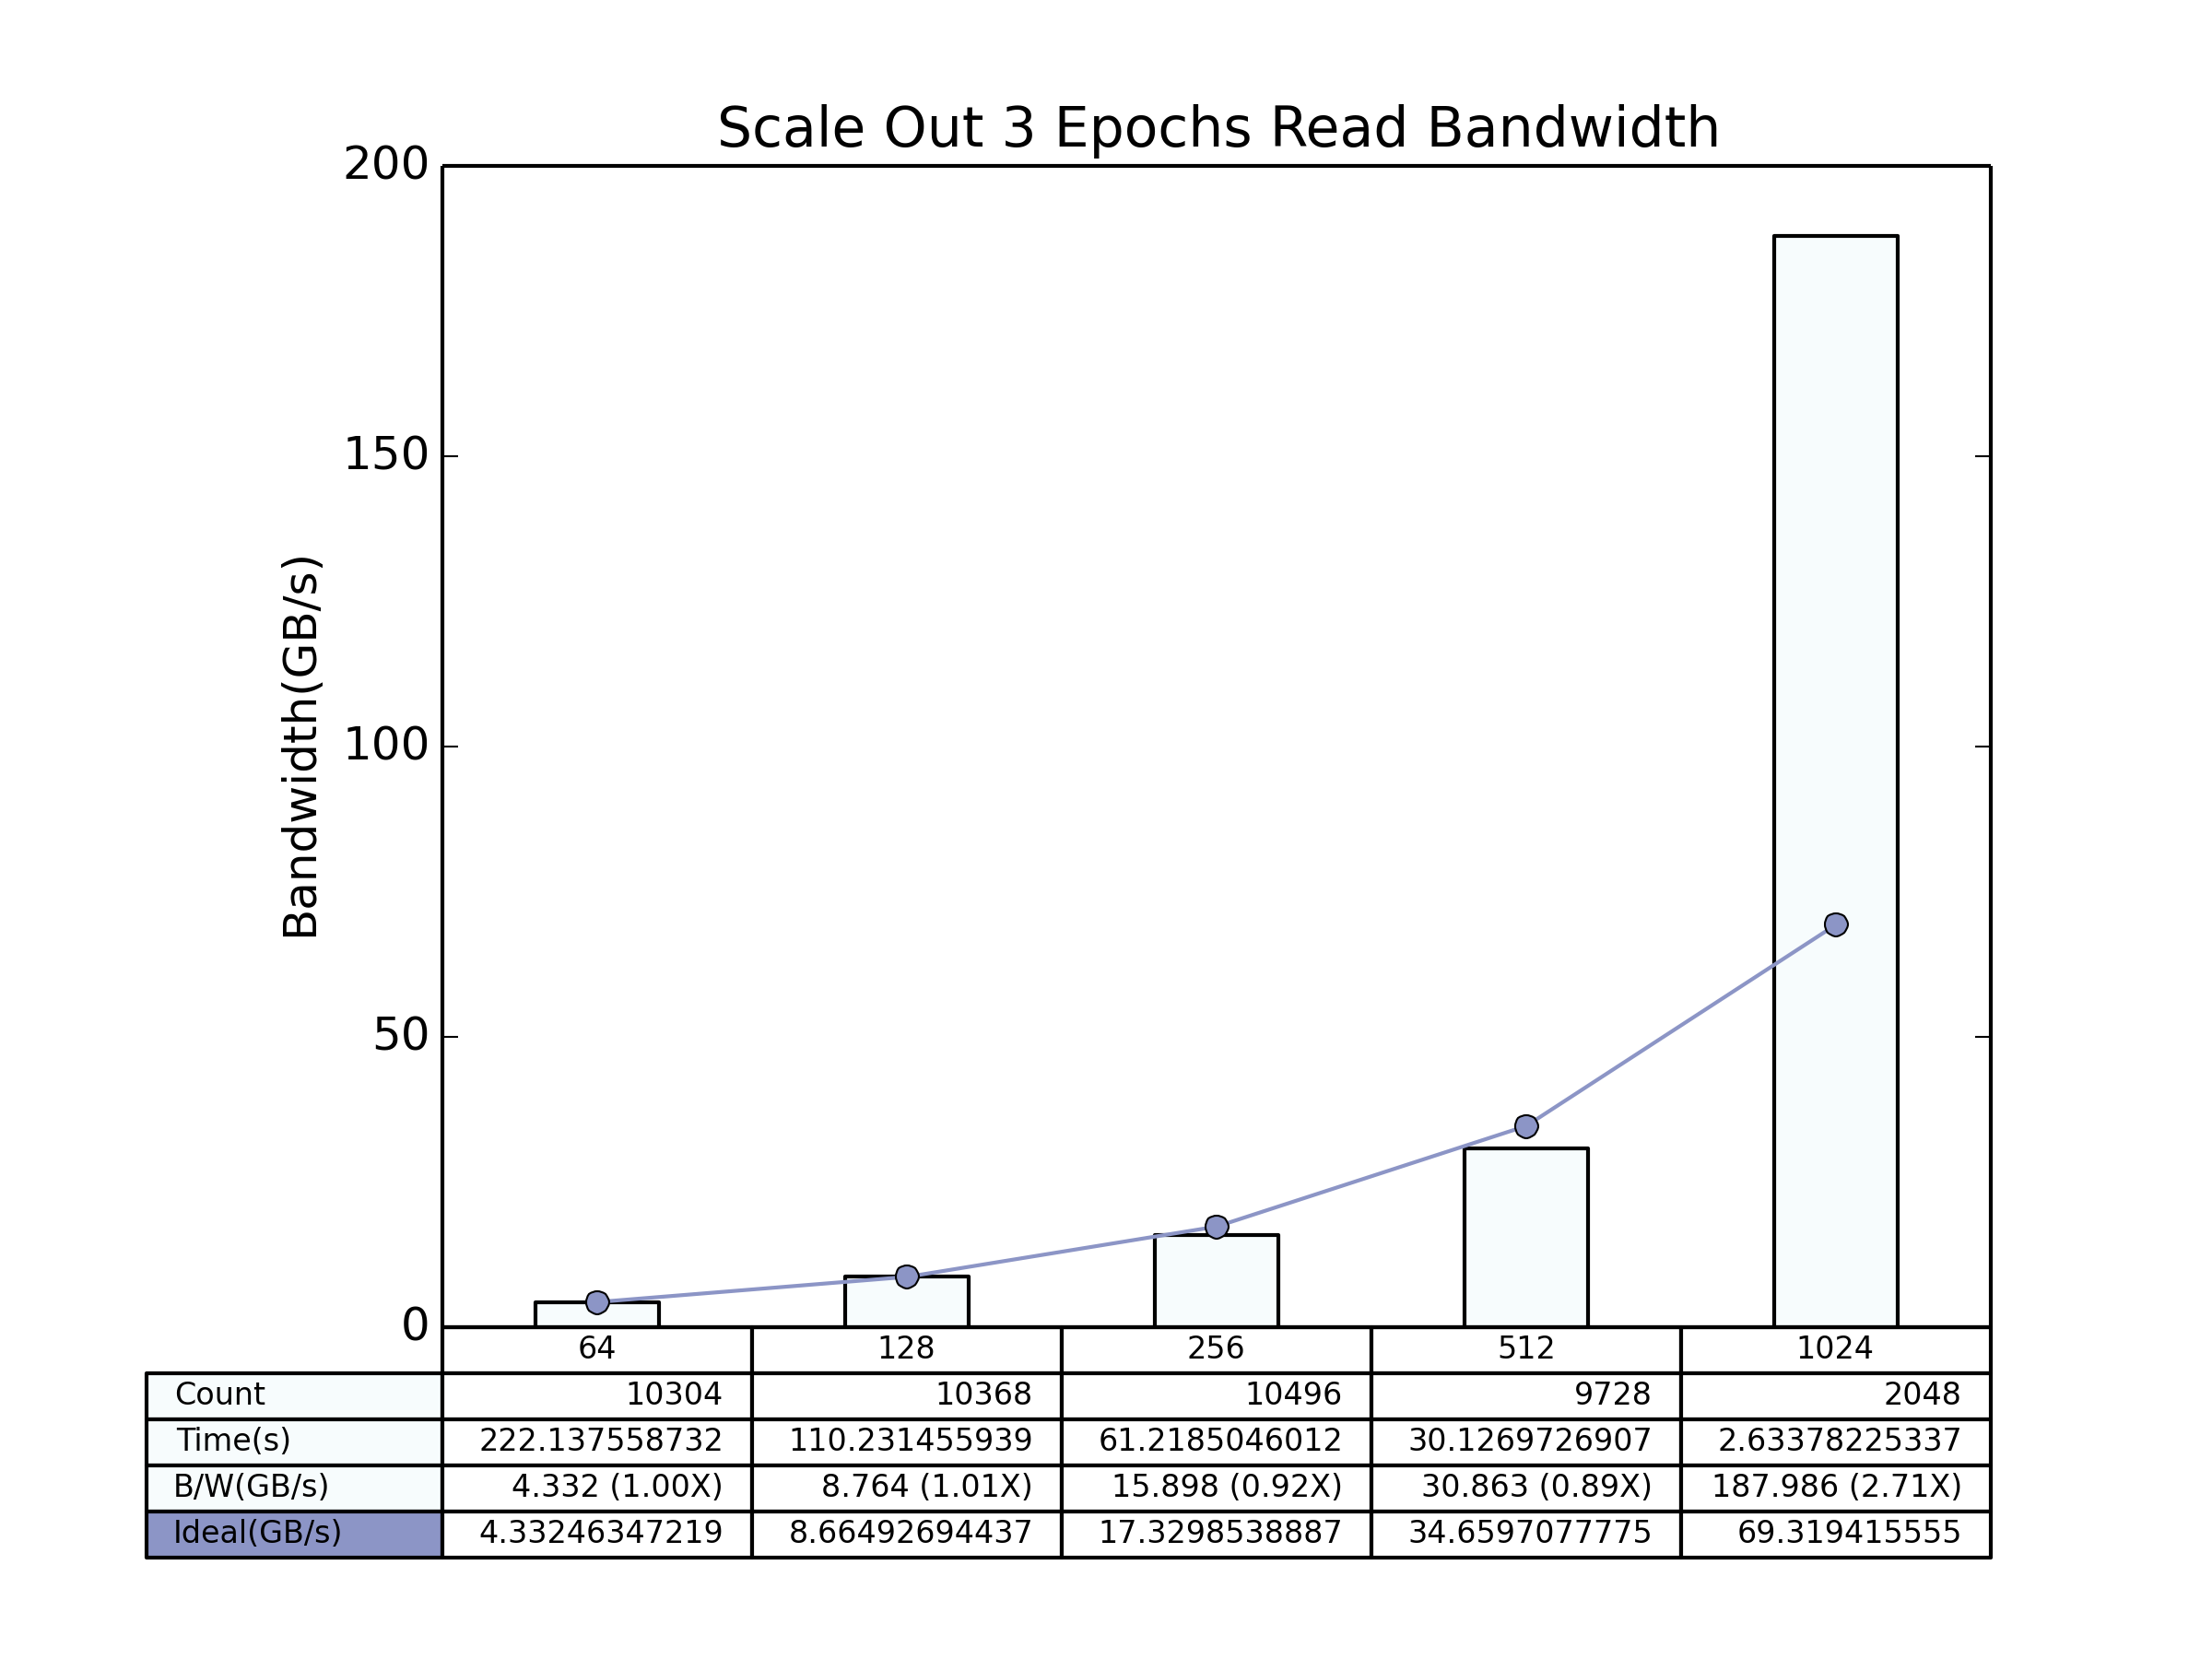 Scale Out 3 Epochs Read Bandwidth
200
150
100
50
0
Bandwidth(GB/s)
64 128 256 512 1024
Count 10304 10368 10496 9728 2048
Time(s) 222.137558732 110.231455939 61.2185046012 30.1269726907 2.63378225337
B/W(GB/s) 4.332 (1.00X) 8.764 (1.01X) 15.898 (0.92X) 30.863 (0.89X) 187.986 (2.71X)
Ideal(GB/s) 4.33246347219 8.66492694437 17.3298538887 34.6597077775 69.319415555